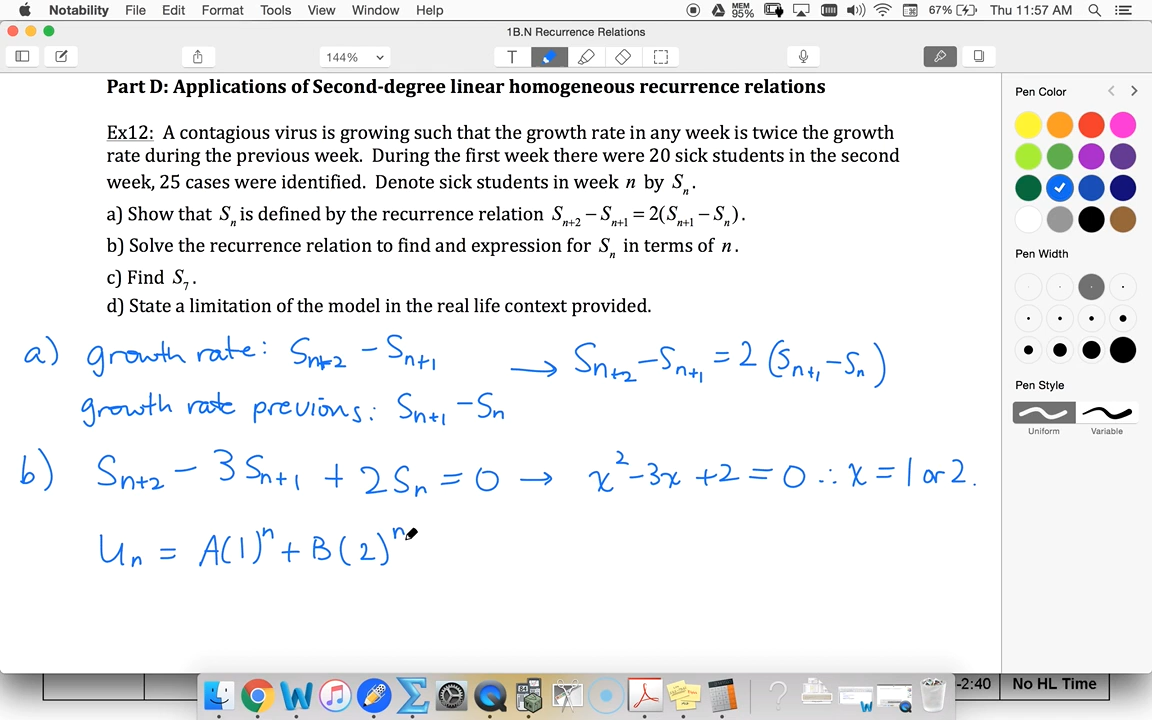 Notability File Edit Format Tools View Window Help MEM 95% 67% Thu 11:57 AM
1B.N Recurrence Relations
144% T
Part D: Applications of Second-degree linear homogeneous recurrence relations
Ex12: A contagious virus is growing such that the growth rate in any week is twice the growth
rate during the previous week. During the first week there were 20 sick students in the second
week, 25 cases were identified. Denote sick students in week n by Sₙ.
a) Show that Sₙ is defined by the recurrence relation Sₙ₊₂ − Sₙ₊₁ = 2(Sₙ₊₁ − Sₙ).
b) Solve the recurrence relation to find and expression for Sₙ in terms of n.
c) Find S₇.
d) State a limitation of the model in the real life context provided.
a) growth rate: Sₙ₊₂ − Sₙ₊₁ → Sₙ₊₂ − Sₙ₊₁ = 2 (Sₙ₊₁ − Sₙ)
growth rate previous: Sₙ₊₁ − Sₙ
b) Sₙ₊₂ − 3Sₙ₊₁ + 2Sₙ = 0 → x² − 3x + 2 = 0 ∴ x = 1 or 2.
Uₙ = A(1)ⁿ + B(2)ⁿ
Pen Color
Pen Width
Pen Style
Uniform Variable
-2:40 No HL Time